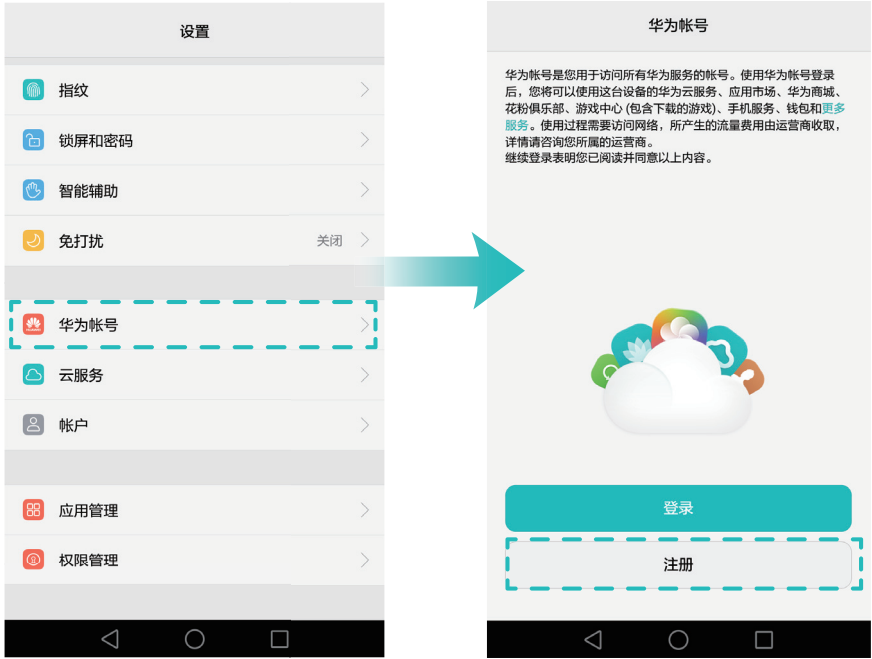 设置
指纹
锁屏和密码
智能辅助
免打扰
关闭
华为帐号
云服务
帐户
应用管理
权限管理
华为帐号
华为帐号是您用于访问所有华为服务的帐号。使用华为帐号登录
后，您将可以使用这台设备的华为云服务、应用市场、华为商城、
花粉俱乐部、游戏中心 (包含下载的游戏)、手机服务、钱包和更多
服务。使用过程需要访问网络，所产生的流量费用由运营商收取，
详情请咨询您所属的运营商。
继续登录表明您已阅读并同意以上内容。
登录
注册